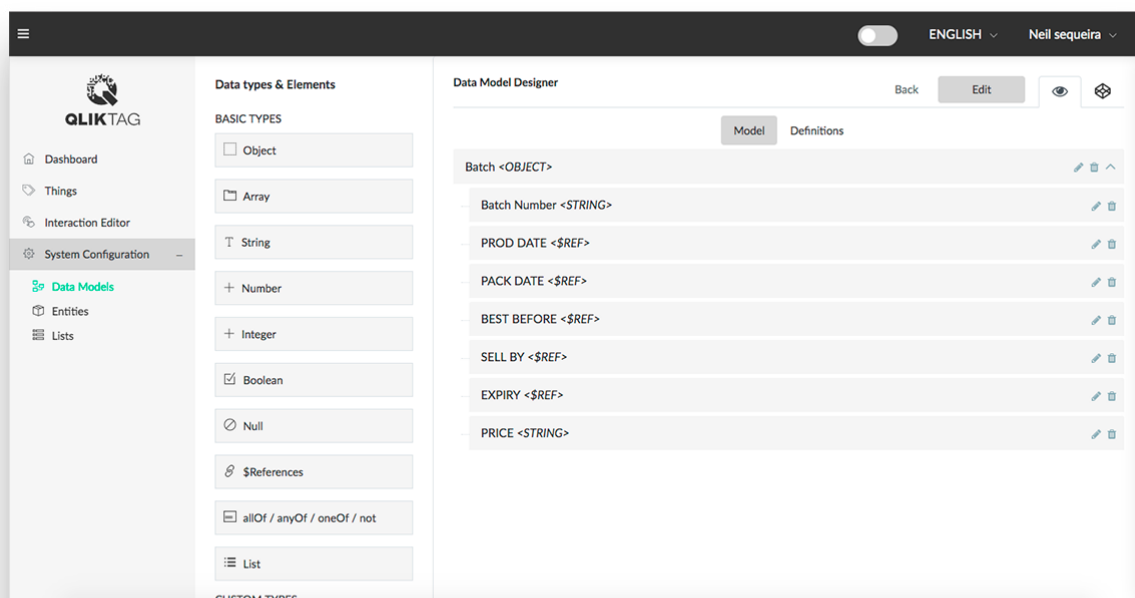 ENGLISH
Neil sequeira
QLIKTAG
Dashboard
Things
Interaction Editor
System Configuration
Data Models
Entities
Lists
Data types & Elements
BASIC TYPES
Object
Array
String
Number
Integer
Boolean
Null
$References
allOf / anyOf / oneOf / not
List
CUSTOM TYPES
Data Model Designer
Back
Edit
Model
Definitions
Batch <OBJECT>
Batch Number <STRING>
PROD DATE <$REF>
PACK DATE <$REF>
BEST BEFORE <$REF>
SELL BY <$REF>
EXPIRY <$REF>
PRICE <STRING>